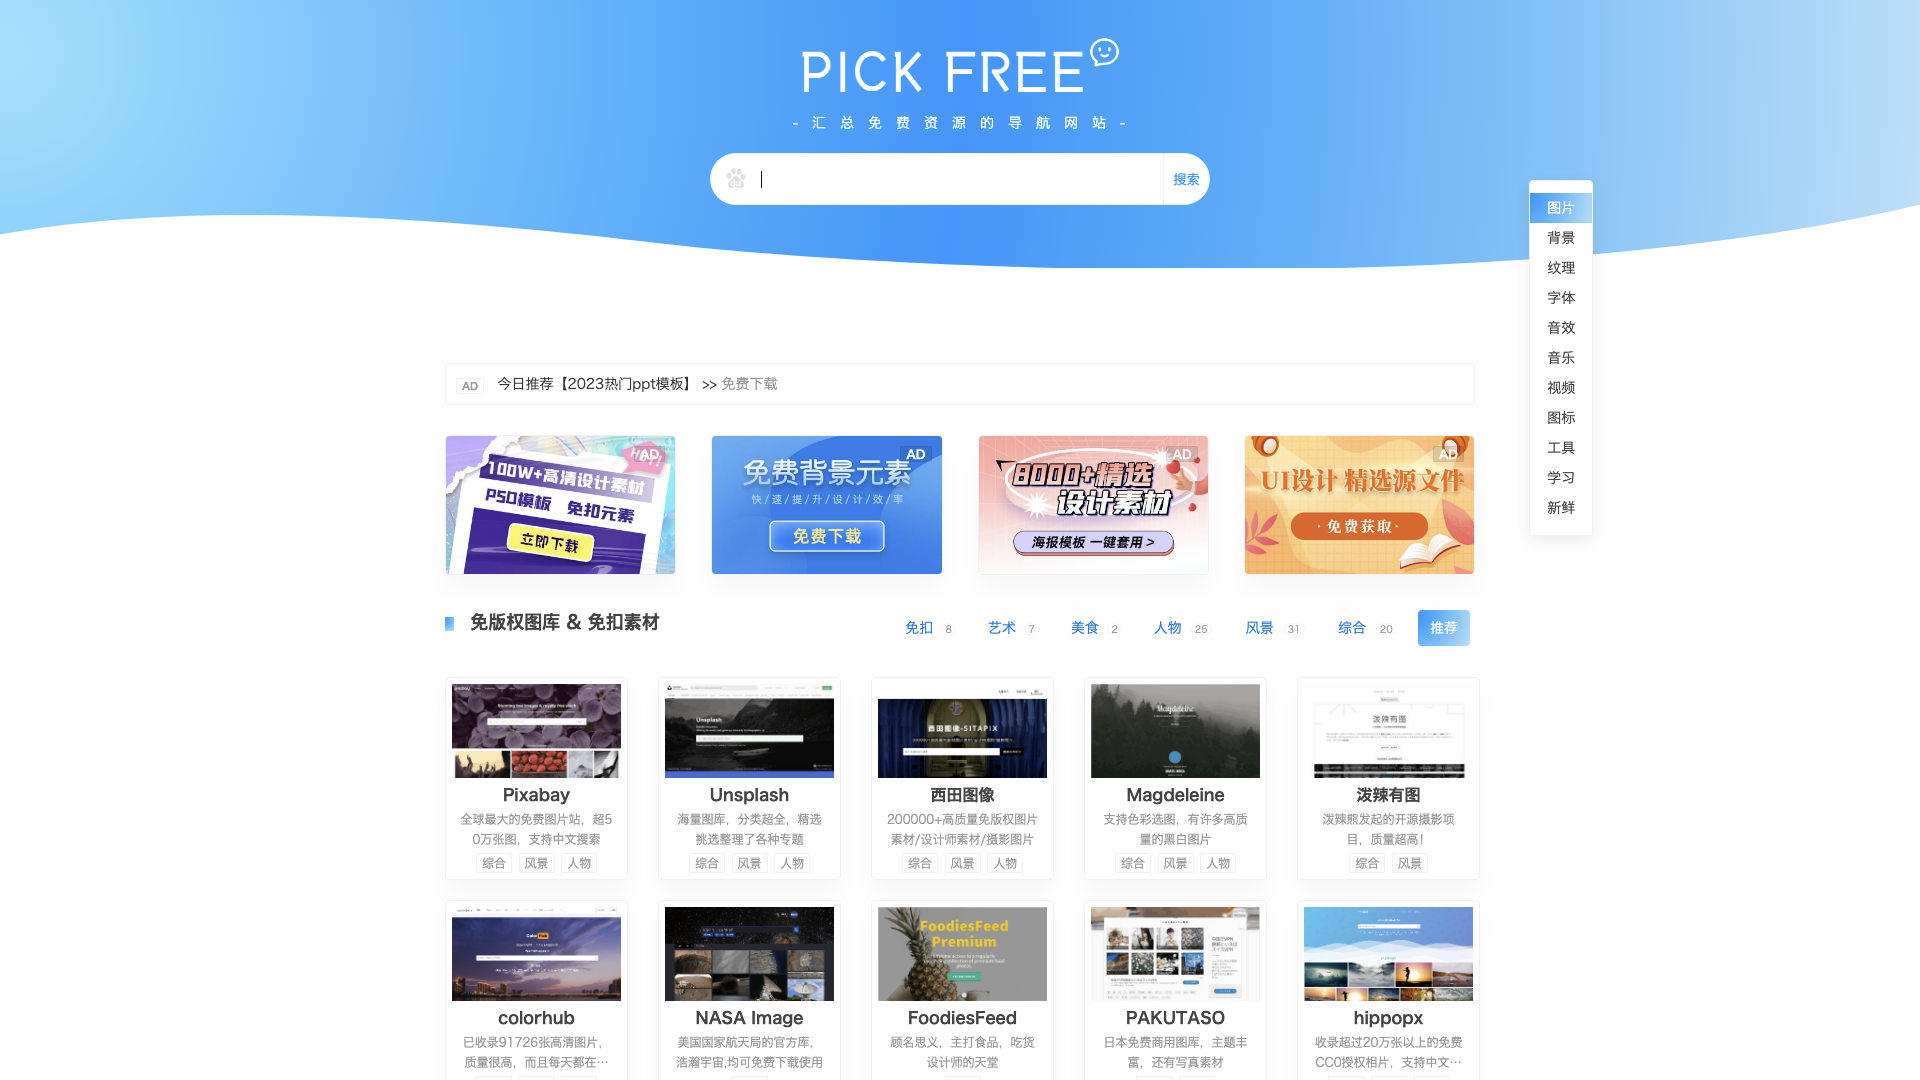 PICK FREE
- 汇总免费资源的导航网站 -
搜索
图片
背景
纹理
字体
音效
音乐
视频
图标
工具
学习
新鲜
AD 今日推荐【2023热门ppt模板】 >> 免费下载
AD
100W+高清设计素材
PSD模板 免扣元素
立即下载
AD
免费背景元素
快/速/提/升/设/计/效/率
免费下载
AD
8000+精选
设计素材
海报模板 一键套用 >
AD
UI设计 精选源文件
·免费获取·
免版权图库 & 免扣素材
免扣 8 艺术 7 美食 2 人物 25 风景 31 综合 20 推荐
Pixabay
全球最大的免费图片站，超5
0万张图，支持中文搜索
综合 风景 人物
Unsplash
Unsplash
海量图库，分类超全，精选
挑选整理了各种专题
综合 风景 人物
西田图像-SITAPIX
西田图像
200000+高质量免版权图片
素材/设计师素材/摄影图片
综合 风景 人物
Magdeleine
Magdeleine
支持色彩选图，有许多高质
量的黑白图片
综合 风景 人物
泼辣有图
泼辣有图
泼辣熊发起的开源摄影项
目，质量超高！
综合 风景
ColorHub
colorhub
已收录91726张高清图片，
质量很高，而且每天都在…
NASA Image
美国国家航天局的官方库，
浩瀚宇宙,均可免费下载使用
FoodiesFeed
Premium
FoodiesFeed
顾名思义，主打食品，吃货
设计师的天堂
PAKUTASO
日本免费商用图库，主题丰
富，还有写真素材
hippopx
收录超过20万张以上的免费
CC0授权相片，支持中文…